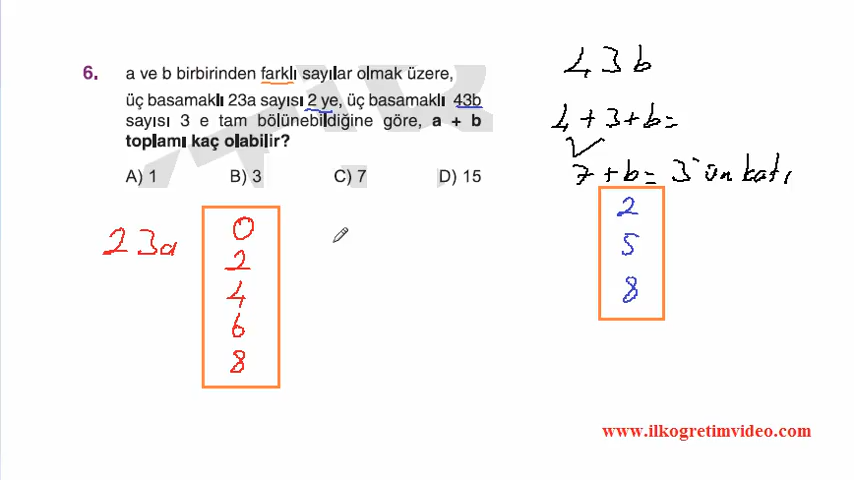 6. a ve b birbirinden farklı sayılar olmak üzere,
üç basamaklı 23a sayısı 2 ye, üç basamaklı 43b
sayısı 3 e tam bölünebildiğine göre, a + b
toplamı kaç olabilir?
A) 1 B) 3 C) 7 D) 15
23a
0
2
4
6
8
43b
4+3+b=
7+b=3'ün katı
2
5
8
www.ilkogretimvideo.com